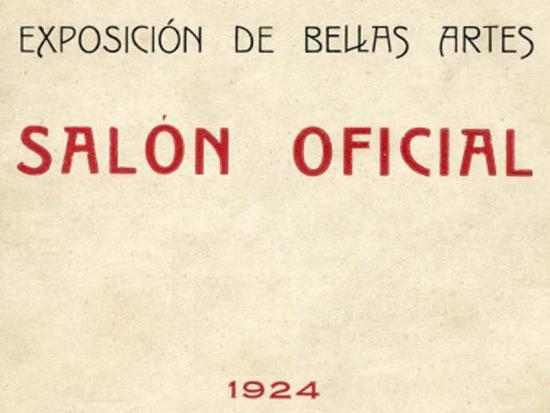 EXPOSICIÓN DE BELLAS ARTES
SALÓN OFICIAL
1924